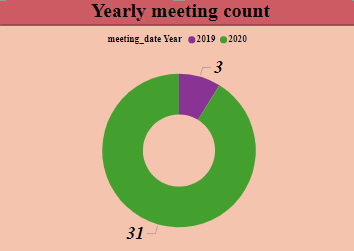 Yearly meeting count
meeting_date Year 2019 2020
3
31